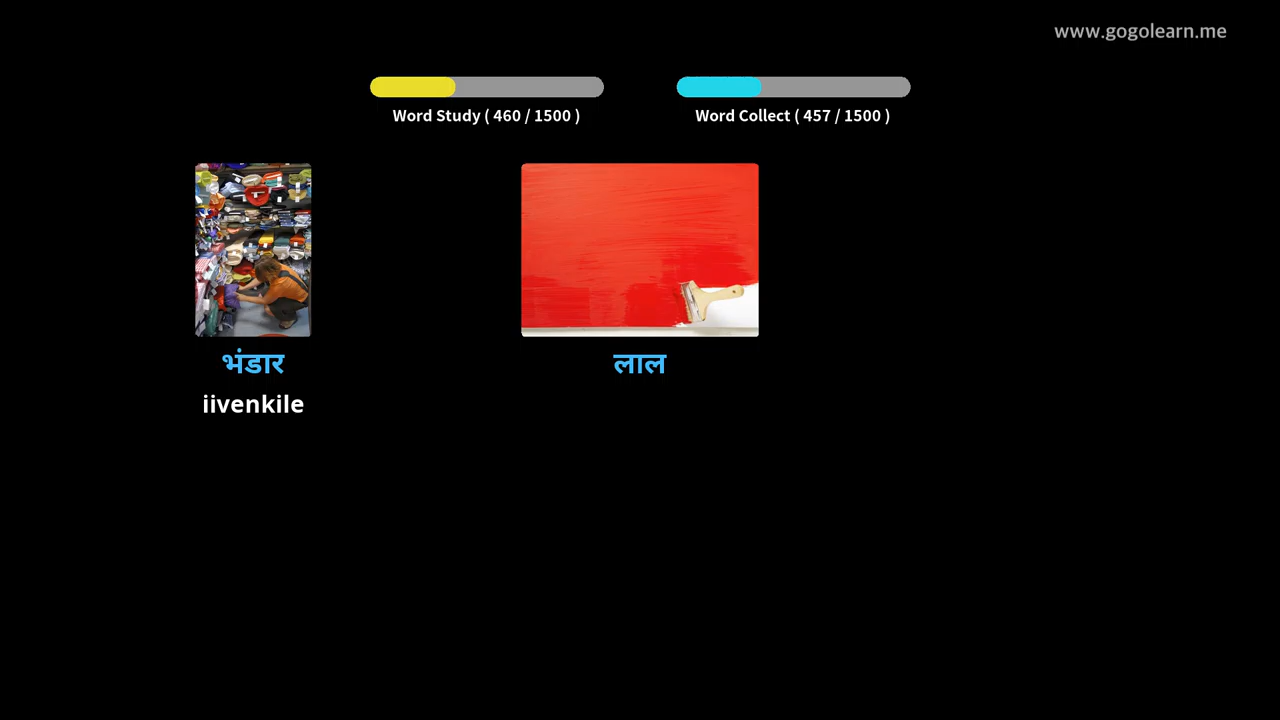 www.gogolearn.me
Word Study ( 460 / 1500 )
Word Collect ( 457 / 1500 )
भंडार
लाल
iivenkile